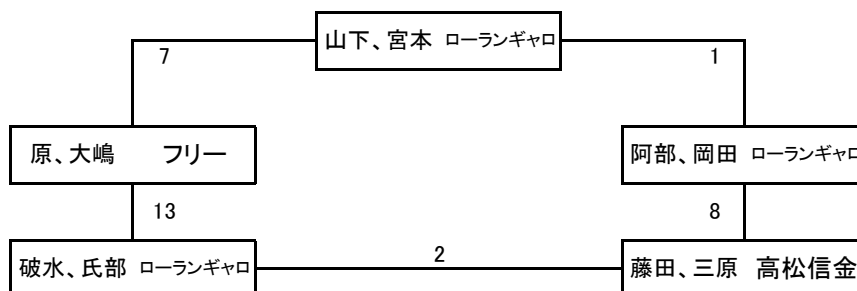 山下、宮本 ローランギャロ
7 1
原、大嶋 フリー 阿部、岡田 ローランギャロ
13 8
破水、氏部 ローランギャロ 2 藤田、三原 高松信金